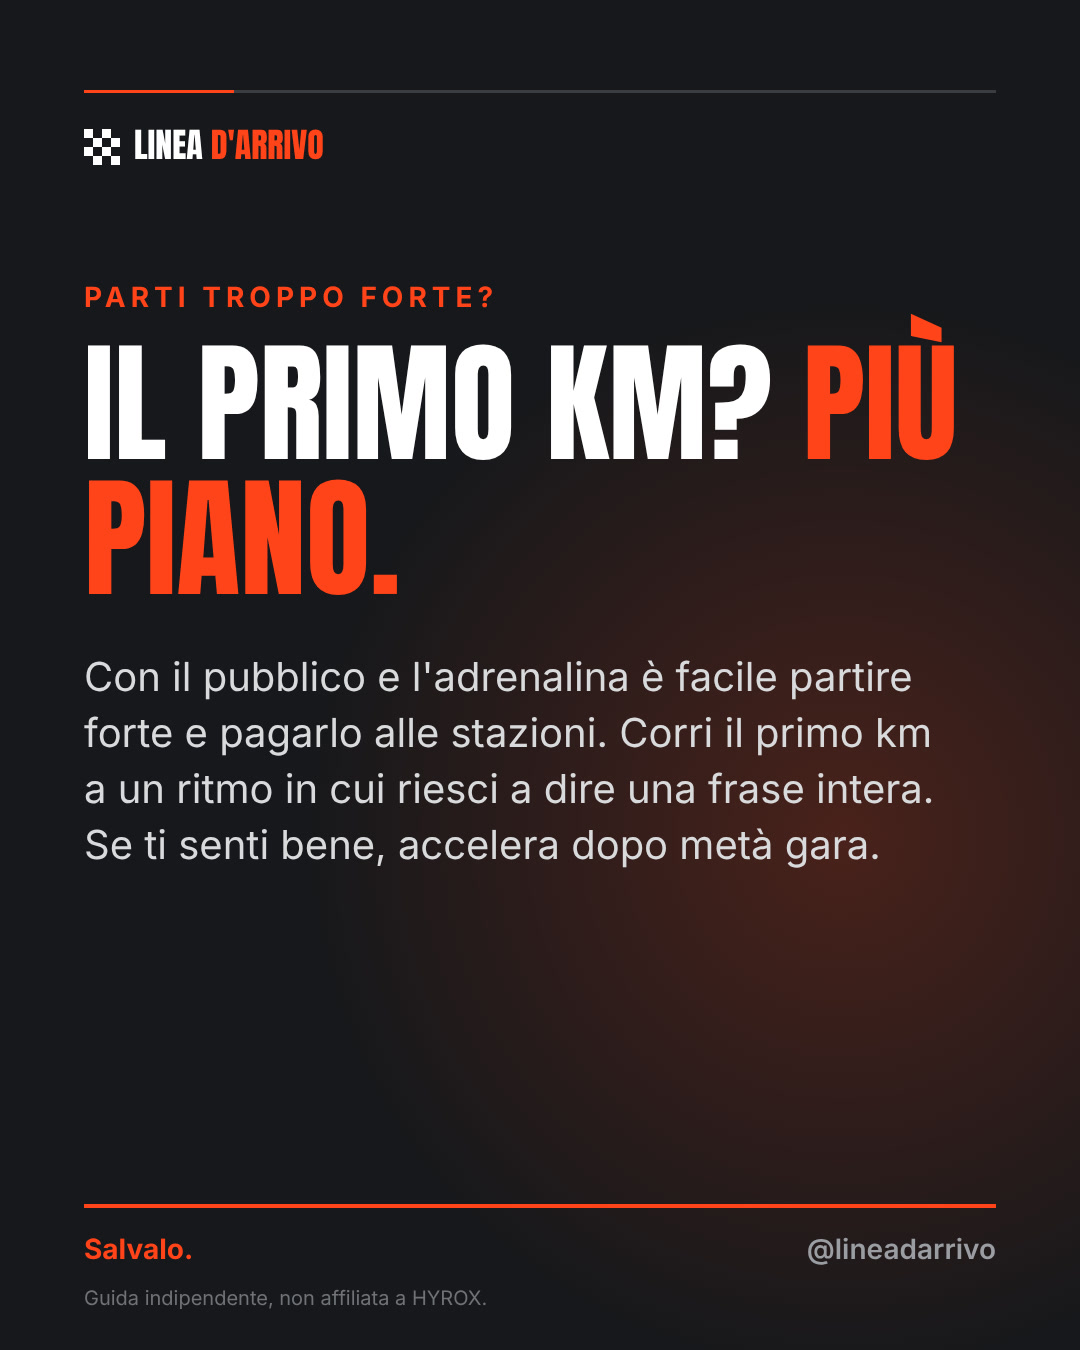 LINEA D'ARRIVO
PARTI TROPPO FORTE?
IL PRIMO KM? PIÙ
PIANO.
Con il pubblico e l'adrenalina è facile partire
forte e pagarlo alle stazioni. Corri il primo km
a un ritmo in cui riesci a dire una frase intera.
Se ti senti bene, accelera dopo metà gara.
Salvalo.
@lineadarrivo
Guida indipendente, non affiliata a HYROX.